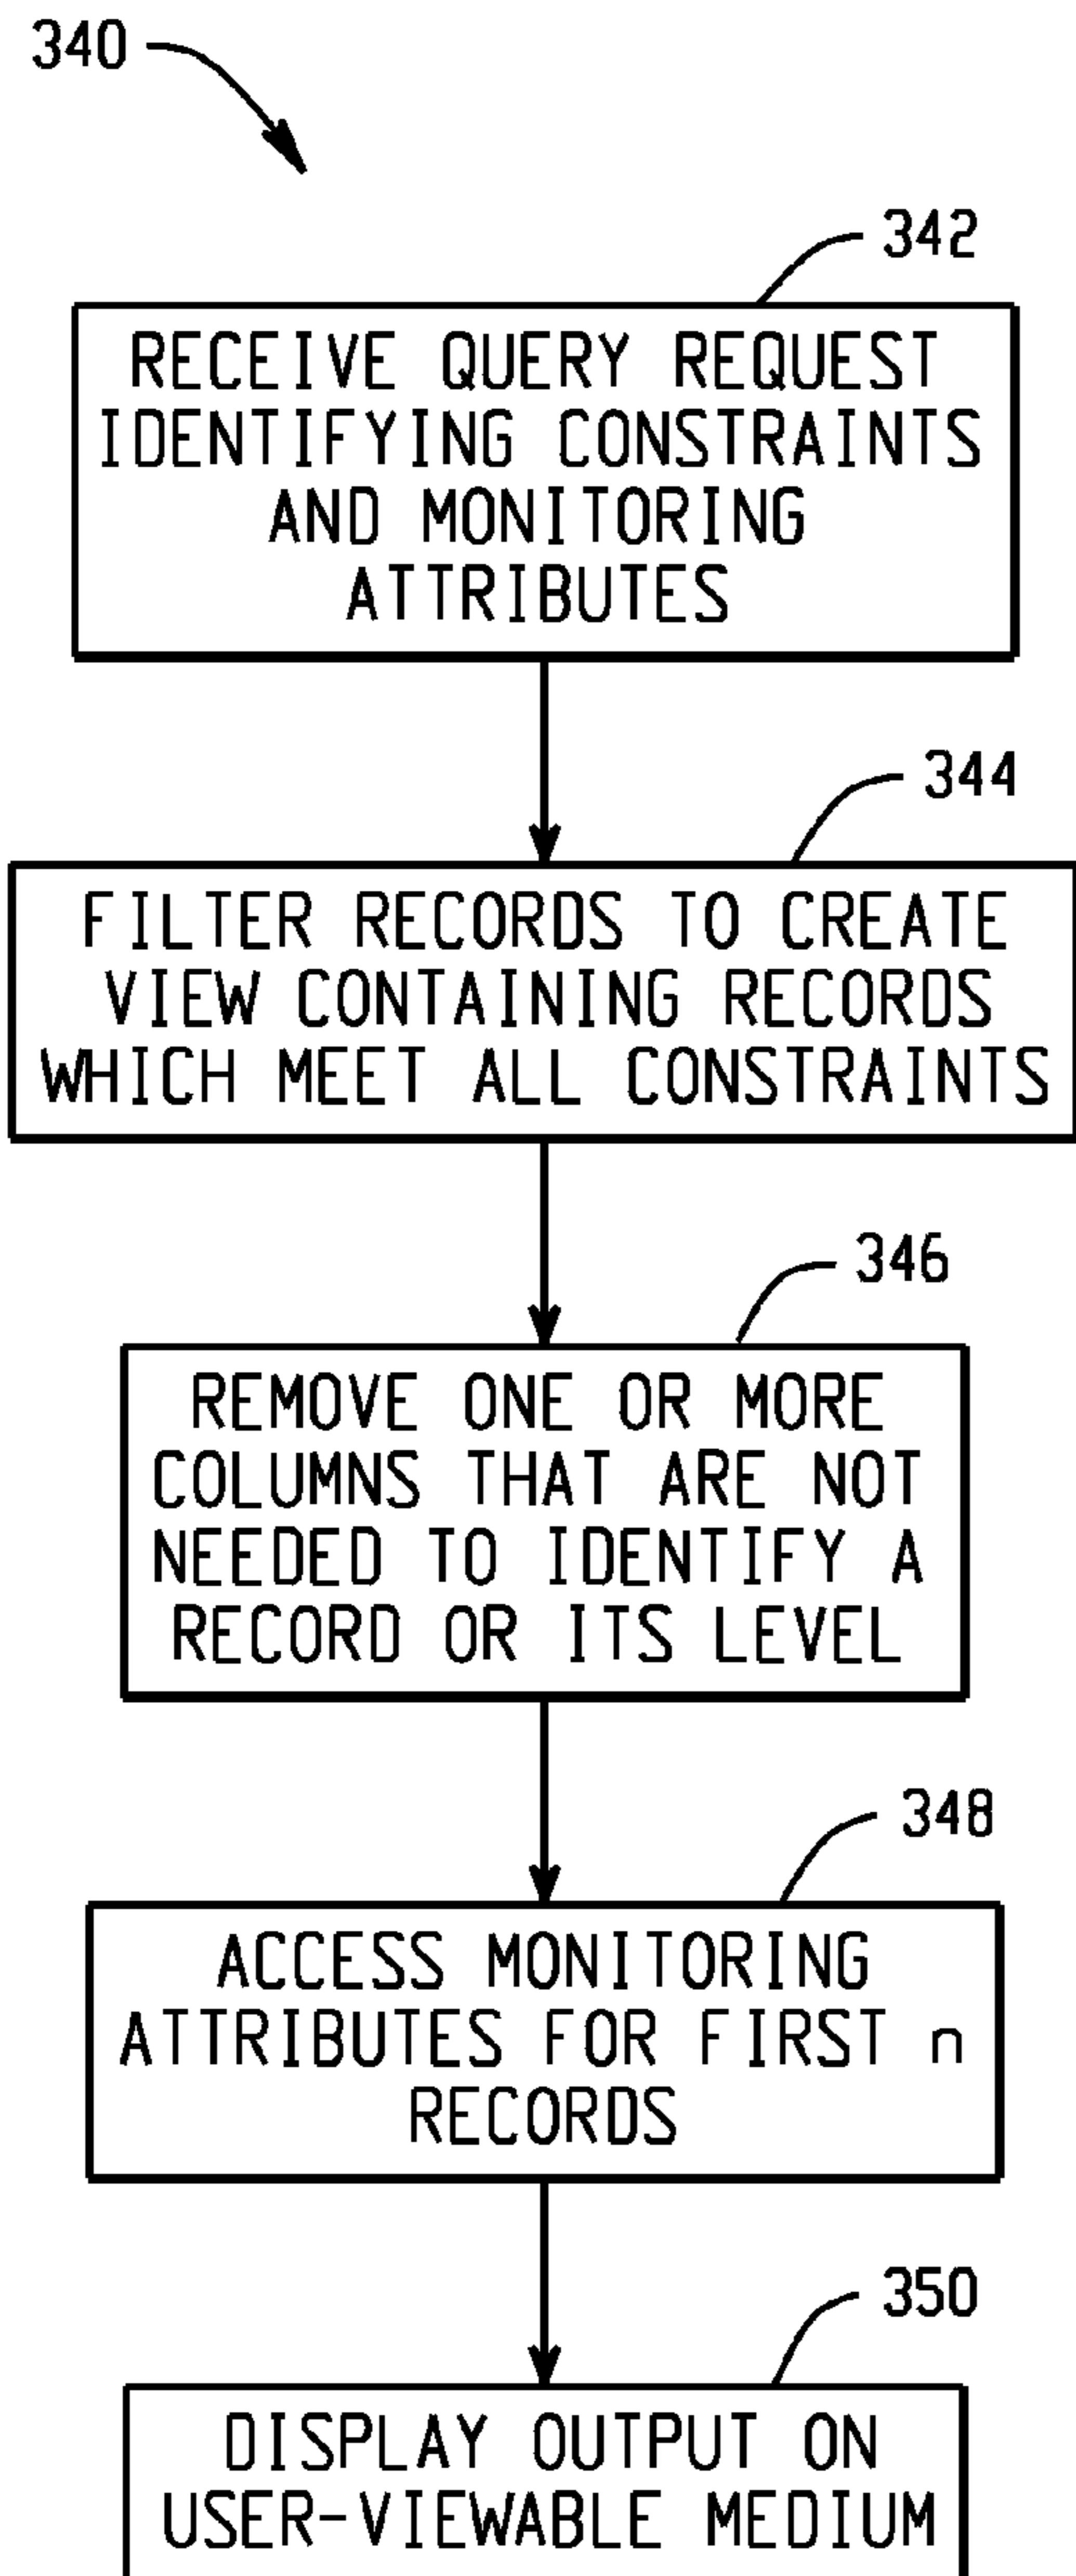 340
342
RECEIVE QUERY REQUEST
IDENTIFYING CONSTRAINTS
AND MONITORING
ATTRIBUTES
344
FILTER RECORDS TO CREATE
VIEW CONTAINING RECORDS
WHICH MEET ALL CONSTRAINTS
346
REMOVE ONE OR MORE
COLUMNS THAT ARE NOT
NEEDED TO IDENTIFY A
RECORD OR ITS LEVEL
348
ACCESS MONITORING
ATTRIBUTES FOR FIRST n
RECORDS
350
DISPLAY OUTPUT ON
USER-VIEWABLE MEDIUM